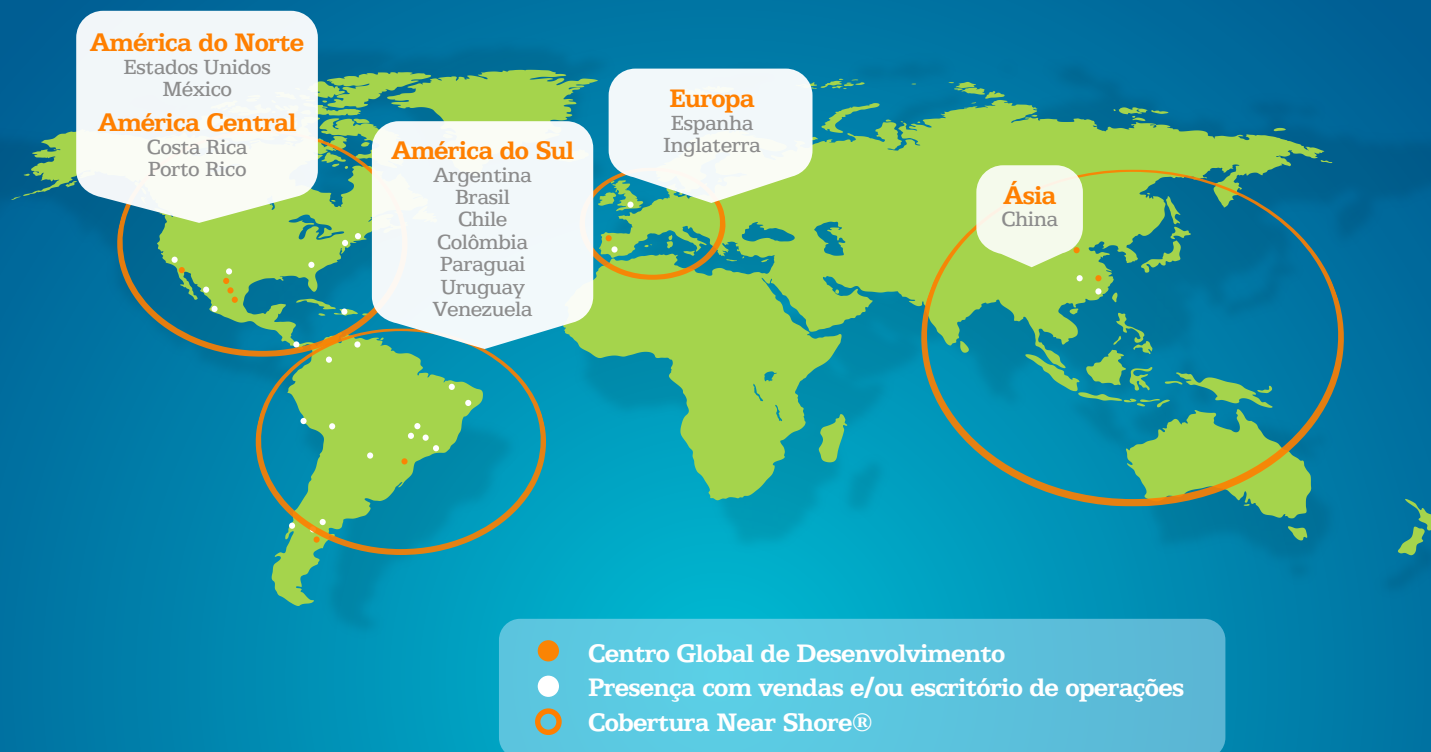 América do Norte
Estados Unidos
México
América Central
Costa Rica
Porto Rico
América do Sul
Argentina
Brasil
Chile
Colômbia
Paraguai
Uruguay
Venezuela
Europa
Espanha
Inglaterra
Ásia
China
Centro Global de Desenvolvimento
Presença com vendas e/ou escritório de operações
Cobertura Near Shore®